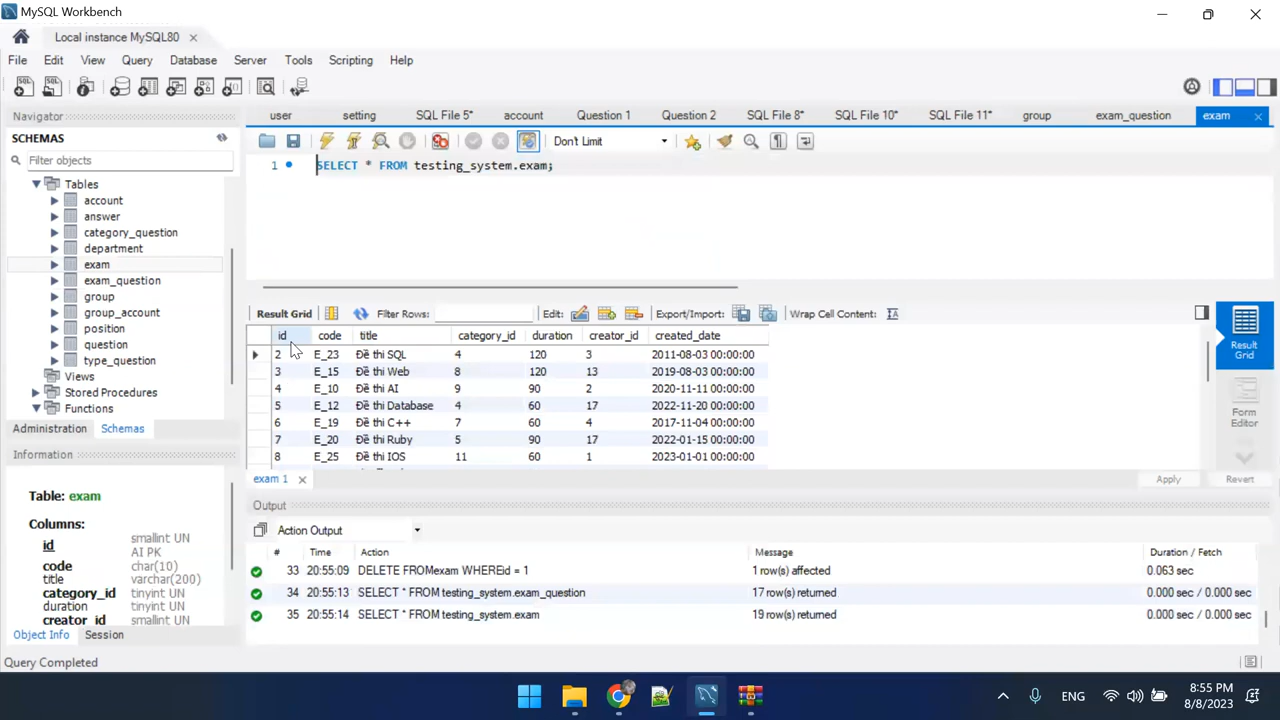 MySQL Workbench
Local instance MySQL80
File Edit View Query Database Server Tools Scripting Help
Navigator
user setting SQL File 5* account Question 1 Question 2 SQL File 8* SQL File 10* SQL File 11* group exam_question exam
SCHEMAS
Don't Limit
Filter objects
1 SELECT * FROM testing_system.exam;
Tables
account
answer
category_question
department
exam
exam_question
group
group_account
position
question
type_question
Views
Stored Procedures
Functions
Administration Schemas
Result Grid Filter Rows: Edit: Export/Import: Wrap Cell Content:
id code title category_id duration creator_id created_date
2 E_23 Đề thi SQL 4 120 3 2011-08-03 00:00:00
3 E_15 Đề thi Web 8 120 13 2019-08-03 00:00:00
4 E_10 Đề thi AI 9 90 2 2020-11-11 00:00:00
5 E_12 Đề thi Database 4 60 17 2022-11-20 00:00:00
6 E_19 Đề thi C++ 7 60 4 2017-11-04 00:00:00
7 E_20 Đề thi Ruby 5 90 17 2022-01-15 00:00:00
8 E_25 Đề thi IOS 11 60 1 2023-01-01 00:00:00
Result
Grid
Form
Editor
exam 1
Apply Revert
Information
Table: exam
Columns:
id smallint UN
AI PK
code char(10)
title varchar(200)
category_id tinyint UN
duration tinyint UN
creator_id smallint UN
Object Info Session
Output
Action Output
# Time Action Message Duration / Fetch
33 20:55:09 DELETE FROMexam WHEREid = 1 1 row(s) affected 0.063 sec
34 20:55:13 SELECT * FROM testing_system.exam_question 17 row(s) returned 0.000 sec / 0.000 sec
35 20:55:14 SELECT * FROM testing_system.exam 19 row(s) returned 0.000 sec / 0.000 sec
Query Completed
ENG
8:55 PM
8/8/2023